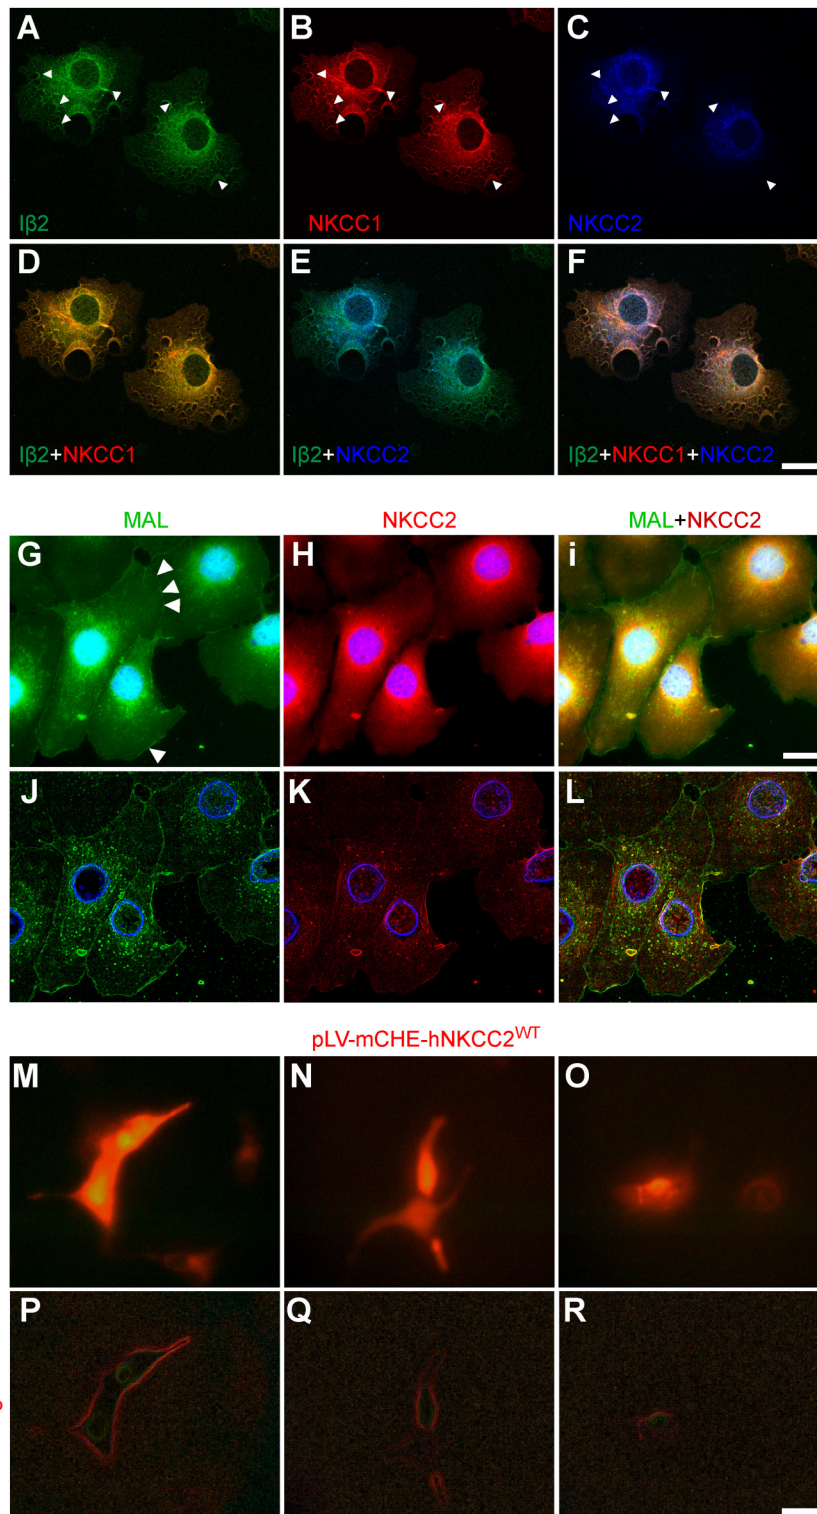 A B C
Iβ2 NKCC1 NKCC2
D E F
Iβ2+NKCC1 Iβ2+NKCC2 Iβ2+NKCC1+NKCC2
MAL NKCC2 MAL+NKCC2
G H i
J K L
pLV-mCHE-hNKCC2WT
M N O
P Q R